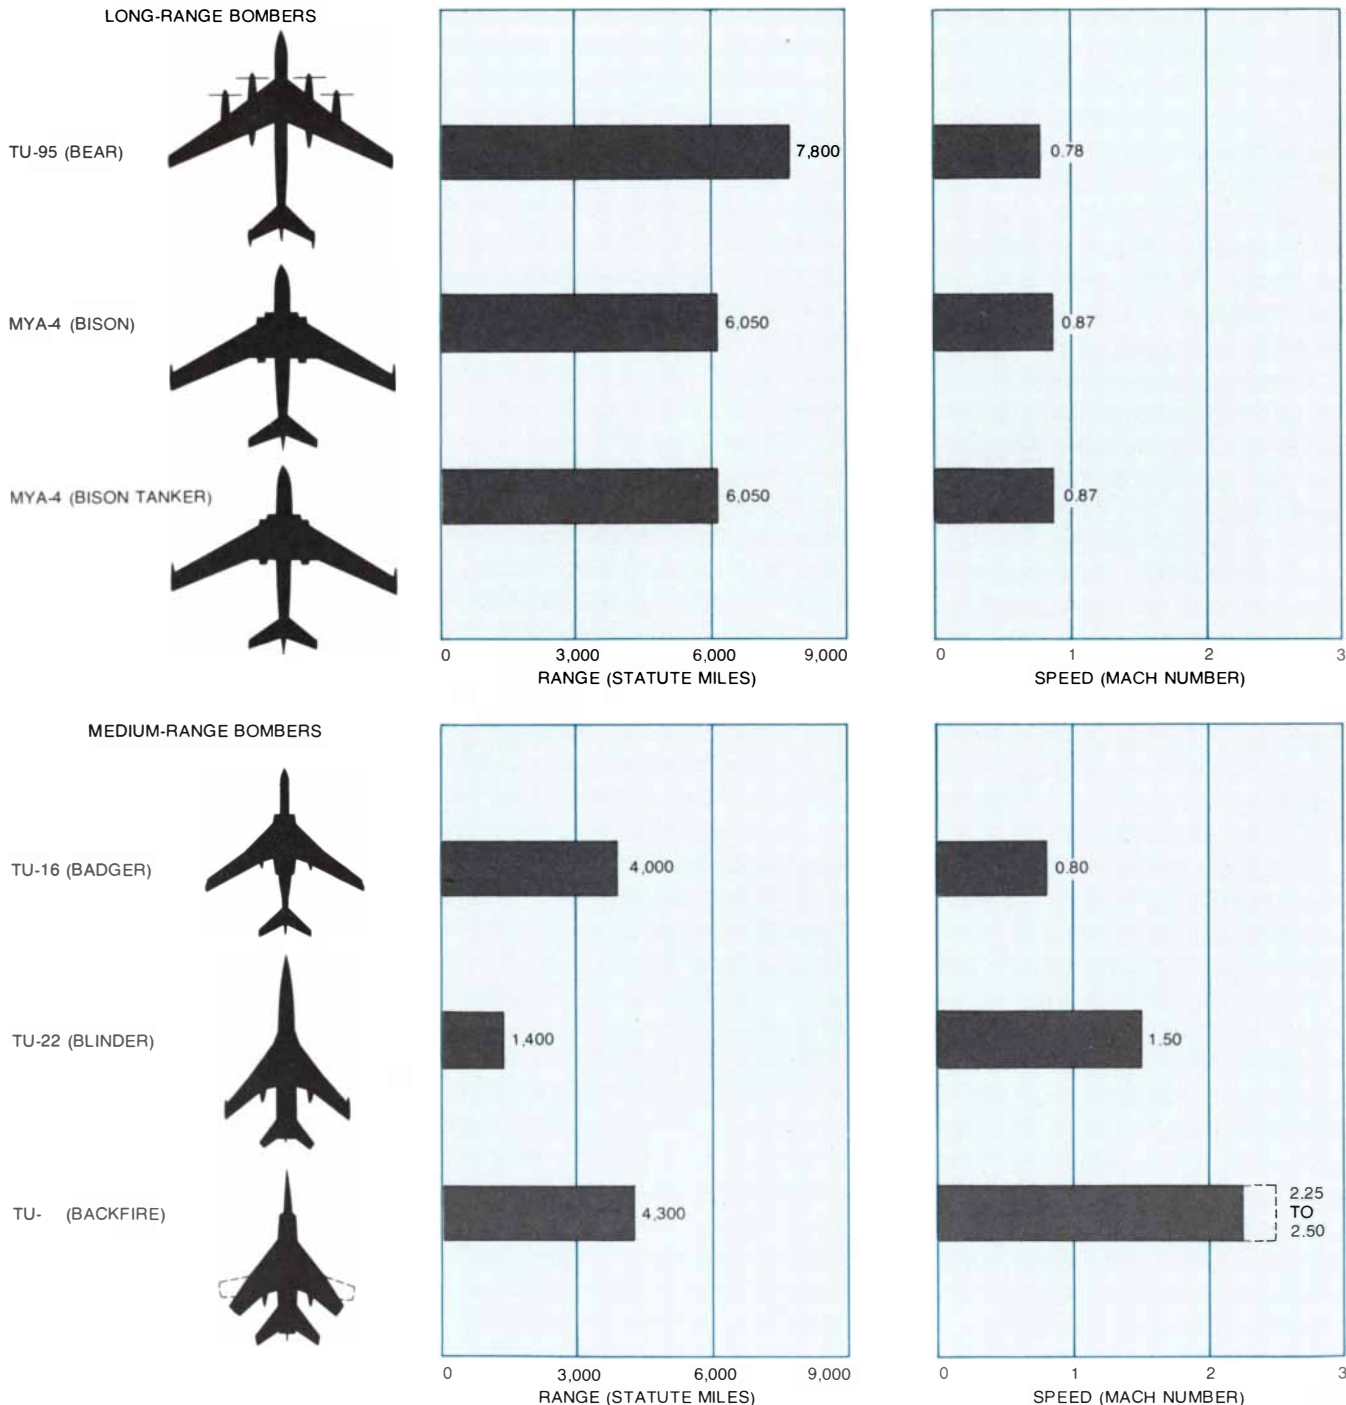 LONG-RANGE BOMBERS
TU-95 (BEAR)
7,800
0.78
MYA-4 (BISON)
6,050
0.87
MYA-4 (BISON TANKER)
6,050
0.87
0 3,000 6,000 9,000
RANGE (STATUTE MILES)
0 1 2 3
SPEED (MACH NUMBER)
MEDIUM-RANGE BOMBERS
TU-16 (BADGER)
4,000
0.80
TU-22 (BLINDER)
1,400
1.50
TU- (BACKFIRE)
4,300
2.25
TO
2.50
0 3,000 6,000 9,000
RANGE (STATUTE MILES)
0 1 2 3
SPEED (MACH NUMBER)